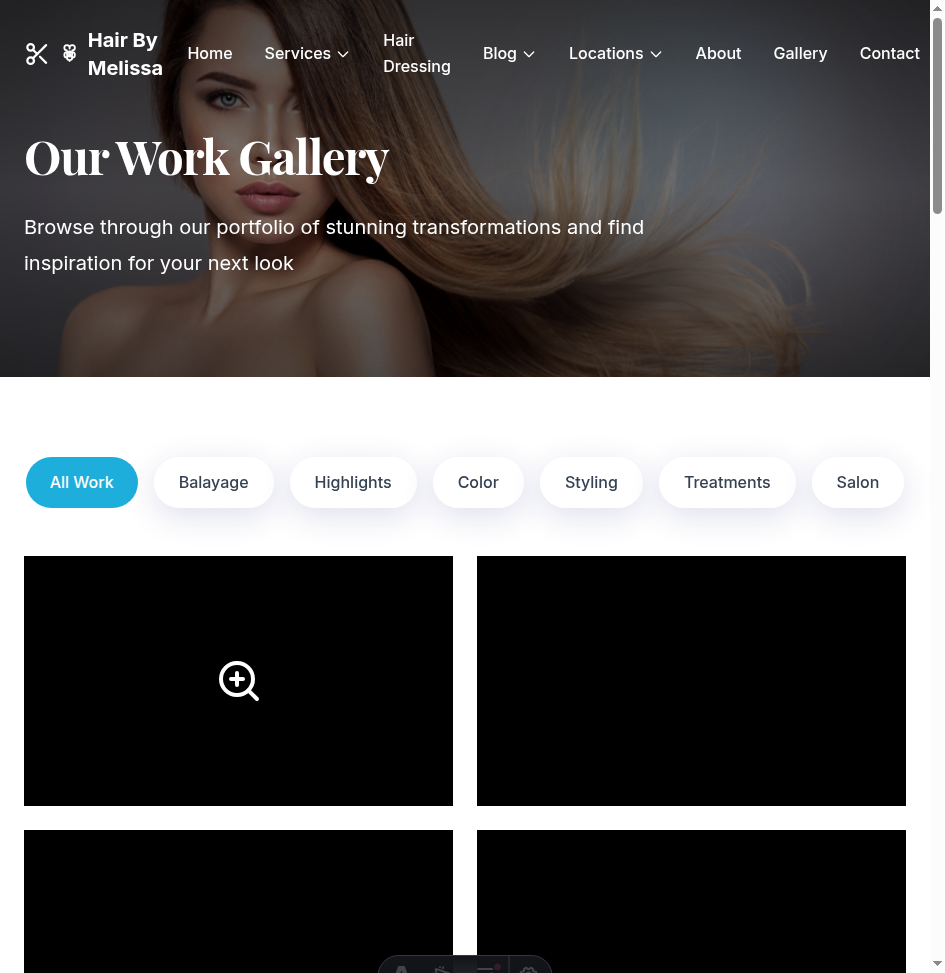 Hair By
Melissa
Home
Services
Hair
Dressing
Blog
Locations
About
Gallery
Contact
Our Work Gallery
Browse through our portfolio of stunning transformations and find
inspiration for your next look
All Work
Balayage
Highlights
Color
Styling
Treatments
Salon